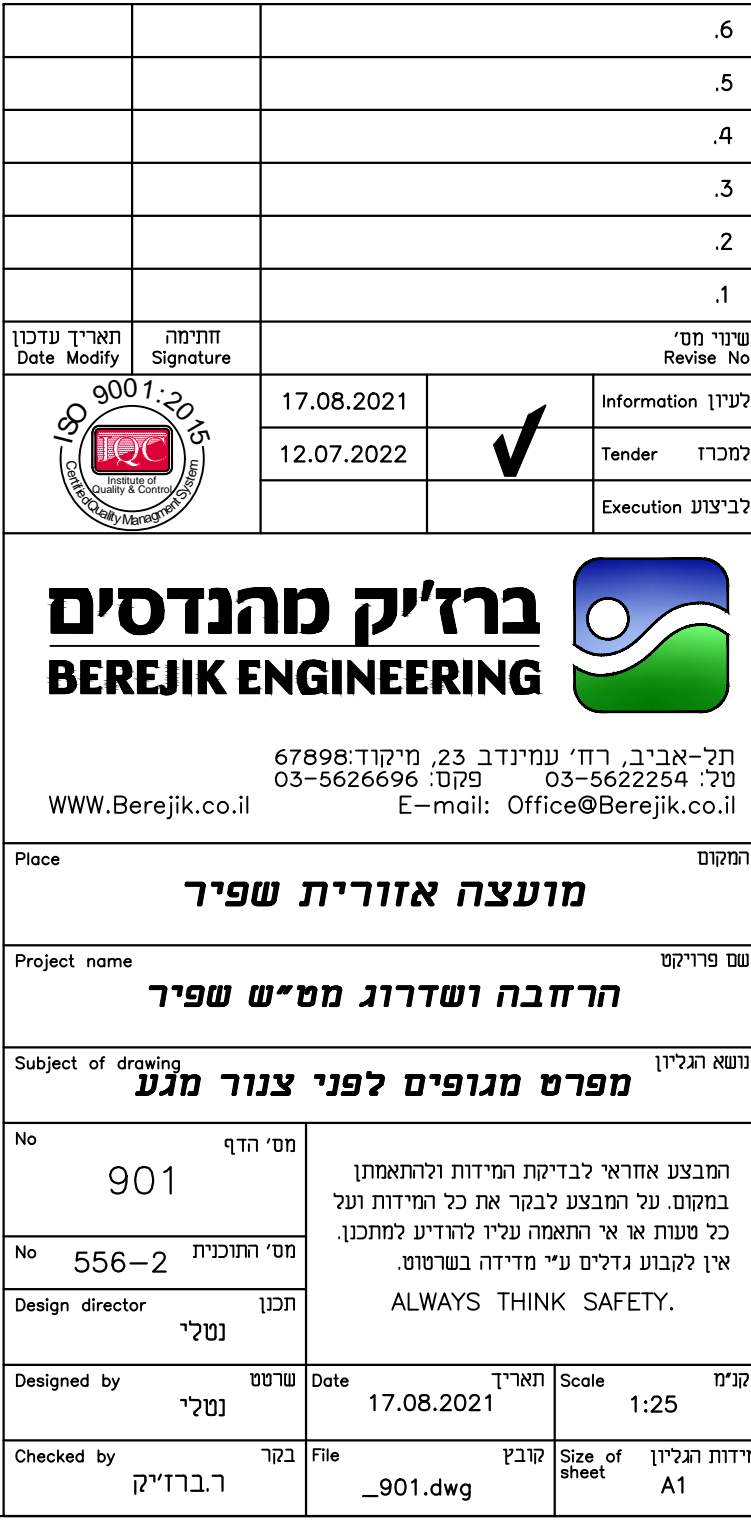 6.
5.
4.
3.
2.
1.
שינוי מס׳ חתימה תאריך עדכון
Revise No Signature Date Modify
ISO 9001:2015
IQC
Institute of
Quality & Control
Certified Quality Managment System
לעיון Information 17.08.2021
למכרז Tender ✓ 12.07.2022
לביצוע Execution
ברז'יק מהנדסים
BEREJIK ENGINEERING
תל-אביב, רח׳ עמינדב 23, מיקוד:67898
טל: 03-5622254 פקס: 03-5626696
WWW.Berejik.co.il E-mail: Office@Berejik.co.il
המקום Place
מועצה אזורית שפיר
שם פרויקט Project name
הרחבה ושדרוג מט״ש שפיר
נושא הגליון Subject of drawing
מפרט מגופים לפני צנור מגע
מס׳ הדף No
901
מס׳ התוכנית No
556-2
תכנן Design director
נטלי
המבצע אחראי לבדיקת המידות ולהתאמתן
במקום. על המבצע לבקר את כל המידות ועל
כל טעות או אי התאמה עליו להודיע למתכנן.
אין לקבוע גדלים ע״י מדידה בשרטוט.
ALWAYS THINK SAFETY.
שרטט Designed by
נטלי
תאריך Date
17.08.2021
קנ״מ Scale
1:25
בקר Checked by
ר.ברז׳יק
קובץ File
_901.dwg
מידות הגליון Size of
sheet
A1